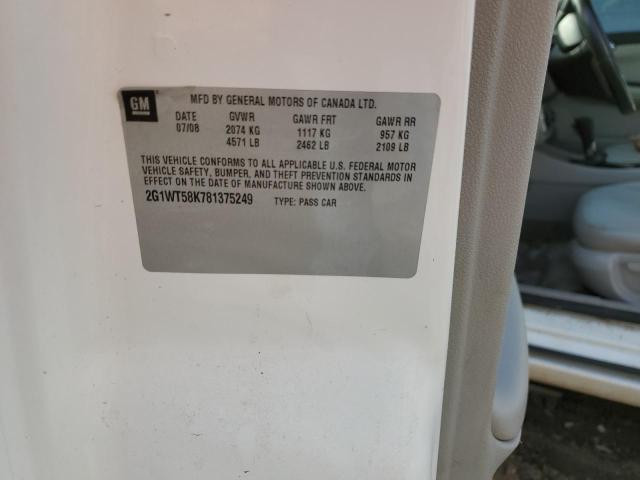 GM
MFD BY GENERAL MOTORS OF CANADA LTD.
DATE GVWR GAWR FRT GAWR RR
07/08 2074 KG 1117 KG 957 KG
4571 LB 2462 LB 2109 LB
THIS VEHICLE CONFORMS TO ALL APPLICABLE U.S. FEDERAL MOTOR
VEHICLE SAFETY, BUMPER, AND THEFT PREVENTION STANDARDS IN
EFFECT ON THE DATE OF MANUFACTURE SHOWN ABOVE.
2G1WT58K781375249 TYPE: PASS CAR